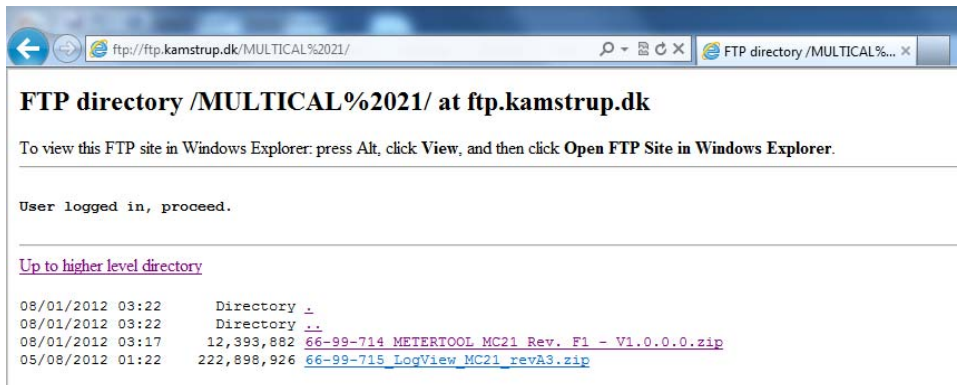 ftp://ftp.kamstrup.dk/MULTICAL%2021/
FTP directory /MULTICAL%...
FTP directory /MULTICAL%2021/ at ftp.kamstrup.dk
To view this FTP site in Windows Explorer: press Alt, click View, and then click Open FTP Site in Windows Explorer.
User logged in, proceed.
Up to higher level directory
08/01/2012 03:22 Directory .
08/01/2012 03:22 Directory ..
08/01/2012 03:17 12,393,882 66-99-714 METERTOOL MC21 Rev. F1 - V1.0.0.0.zip
05/08/2012 01:22 222,898,926 66-99-715_LogView_MC21_revA3.zip